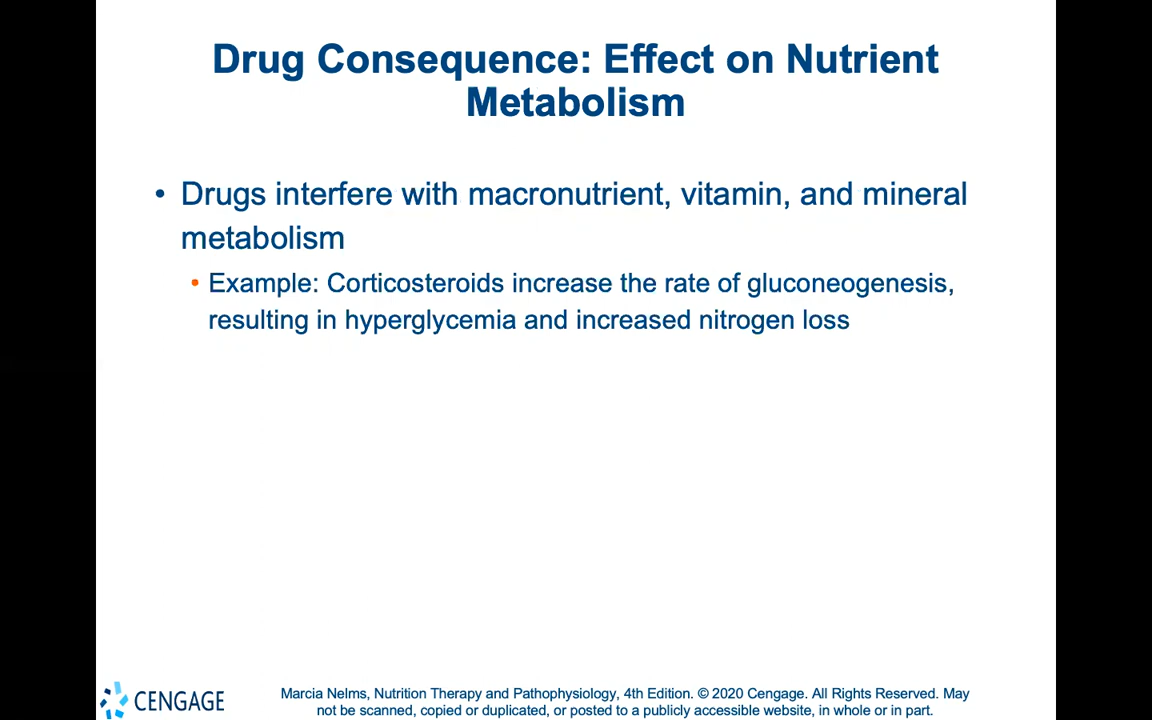 Drug Consequence: Effect on Nutrient
Metabolism
• Drugs interfere with macronutrient, vitamin, and mineral
metabolism
• Example: Corticosteroids increase the rate of gluconeogenesis,
resulting in hyperglycemia and increased nitrogen loss
CENGAGE
Marcia Nelms, Nutrition Therapy and Pathophysiology, 4th Edition. © 2020 Cengage. All Rights Reserved. May
not be scanned, copied or duplicated, or posted to a publicly accessible website, in whole or in part.